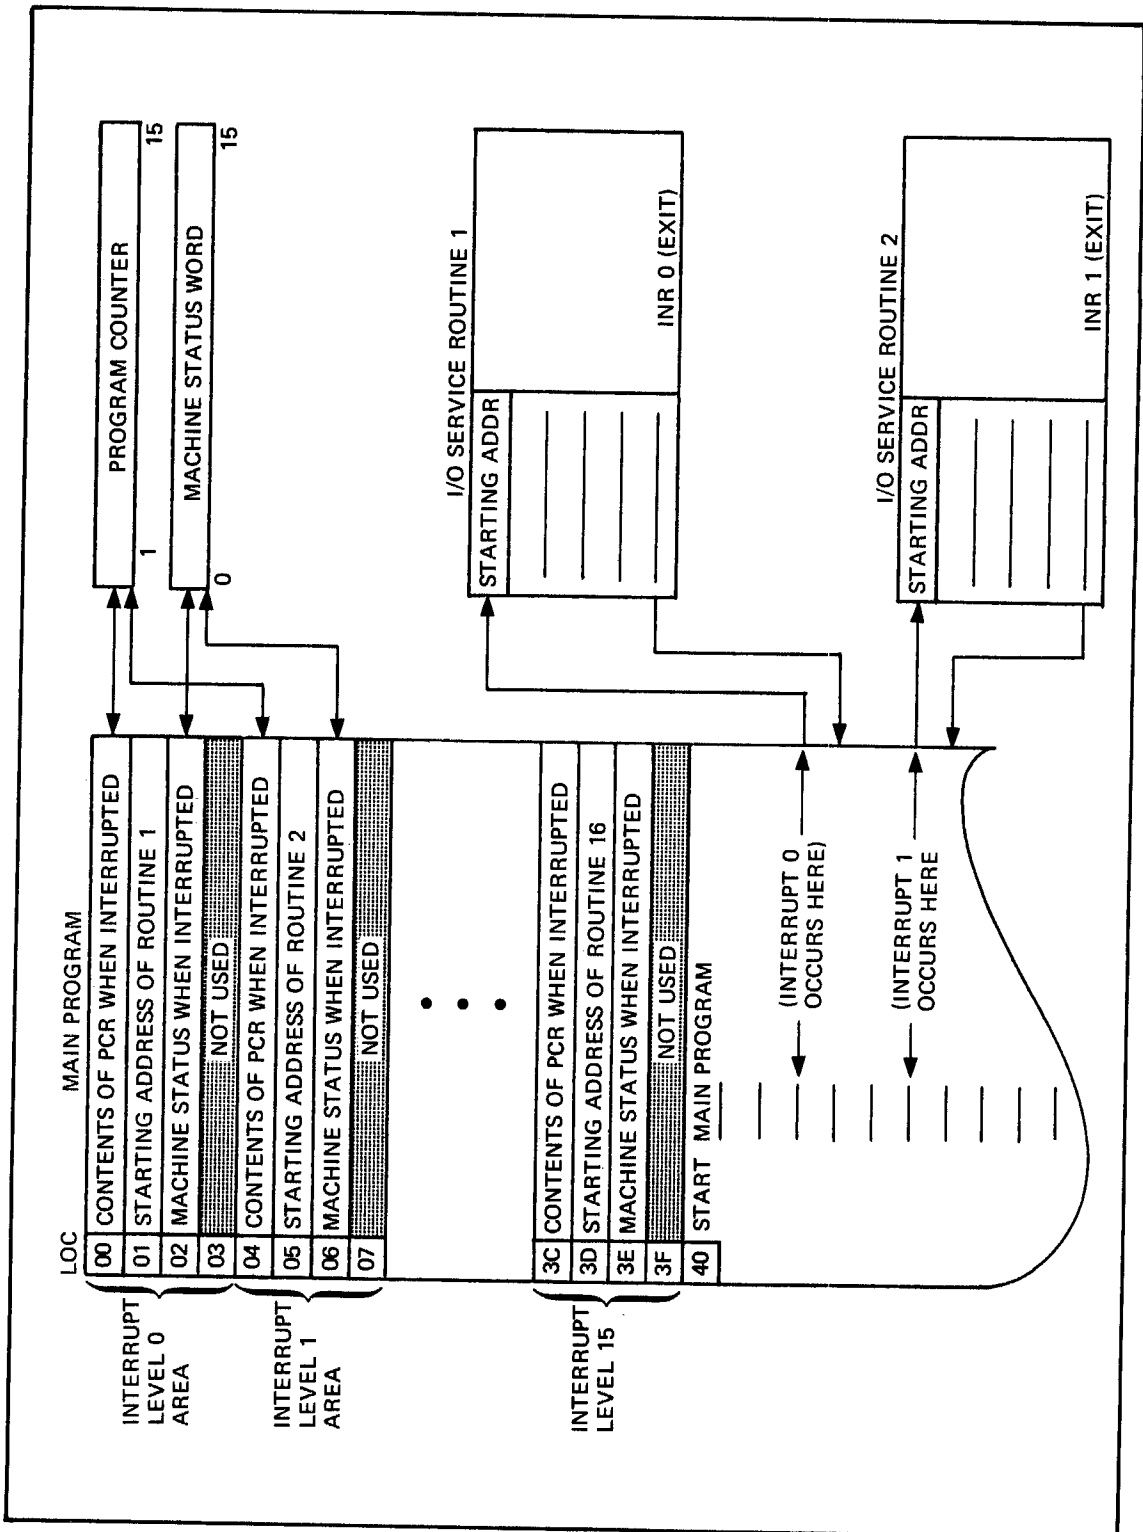 MAIN PROGRAM
LOC
00 CONTENTS OF PCR WHEN INTERRUPTED
01 STARTING ADDRESS OF ROUTINE 1
02 MACHINE STATUS WHEN INTERRUPTED
03 NOT USED
04 CONTENTS OF PCR WHEN INTERRUPTED
05 STARTING ADDRESS OF ROUTINE 2
06 MACHINE STATUS WHEN INTERRUPTED
07 NOT USED
3C CONTENTS OF PCR WHEN INTERRUPTED
3D STARTING ADDRESS OF ROUTINE 16
3E MACHINE STATUS WHEN INTERRUPTED
3F NOT USED
40 START MAIN PROGRAM
INTERRUPT
LEVEL 0
AREA
INTERRUPT
LEVEL 1
AREA
INTERRUPT
LEVEL 15
(INTERRUPT 0
OCCURS HERE)
(INTERRUPT 1
OCCURS HERE
PROGRAM COUNTER
1
15
MACHINE STATUS WORD
0
15
I/O SERVICE ROUTINE 1
STARTING ADDR
INR 0 (EXIT)
I/O SERVICE ROUTINE 2
STARTING ADDR
INR 1 (EXIT)